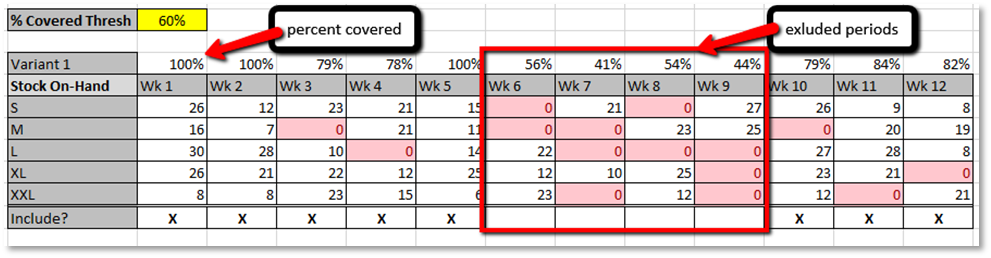 % Covered Thresh 60%
percent covered
exluded periods
Variant 1 100% 100% 79% 78% 100% 56% 41% 54% 44% 79% 84% 82%
Stock On-Hand Wk 1 Wk 2 Wk 3 Wk 4 Wk 5 Wk 6 Wk 7 Wk 8 Wk 9 Wk 10 Wk 11 Wk 12
S 26 12 23 21 15 0 21 0 27 26 9 8
M 16 7 0 21 11 0 0 23 25 0 20 19
L 30 28 10 0 14 22 0 0 0 27 28 8
XL 26 21 22 12 25 12 10 25 0 23 21 0
XXL 8 8 23 15 6 23 0 12 0 12 0 21
Include? X X X X X X X X